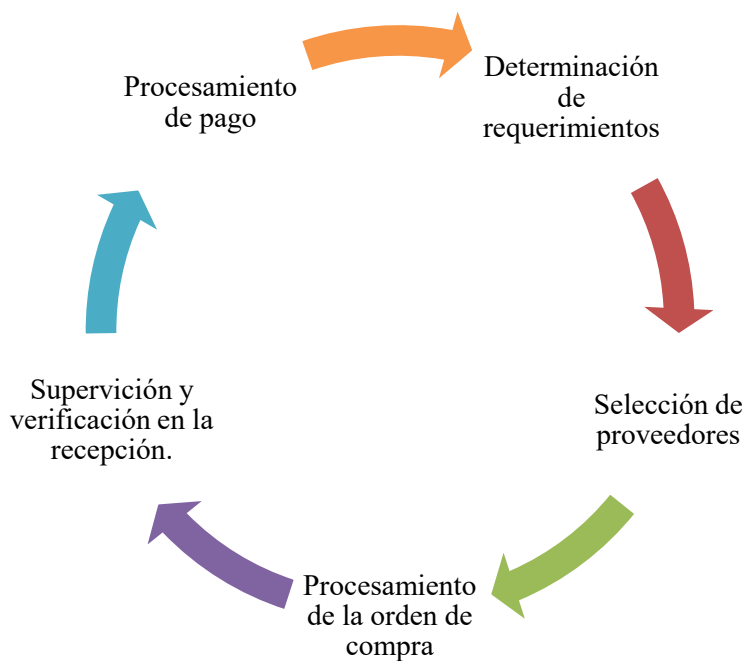 Procesamiento
de pago
Determinación
de
requerimientos
Selección de
proveedores
Procesamiento
de la orden de
compra
Supervición y
verificación en la
recepción.